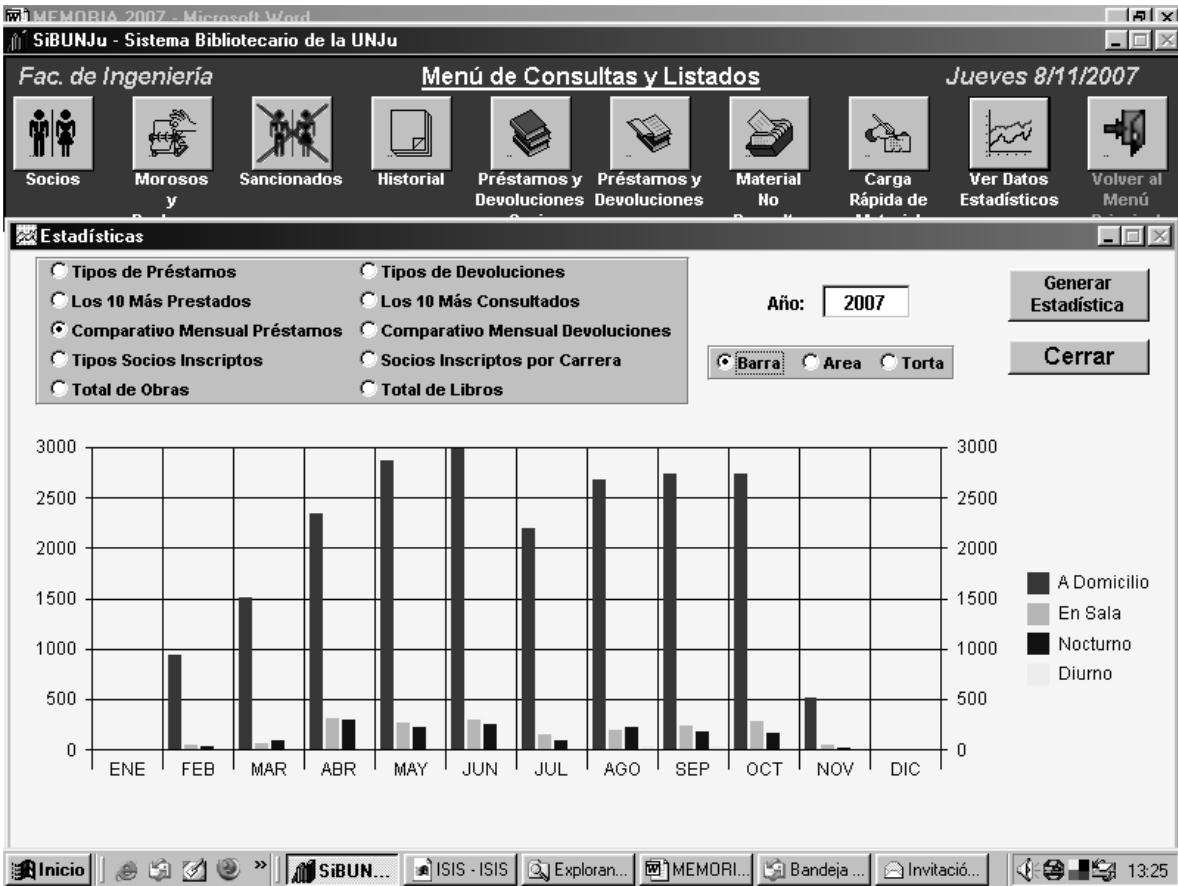 MEMORIA 2007 - Microsoft Word
SiBUNJu - Sistema Bibliotecario de la UNJu
Fac. de Ingeniería Menú de Consultas y Listados Jueves 8/11/2007
Socios Morosos Sancionados Historial Préstamos y Préstamos y Material Carga Ver Datos Volver al
y Devoluciones Devoluciones No Rápida de Estadísticos Menú
Estadísticas
Tipos de Préstamos Tipos de Devoluciones
Los 10 Más Prestados Los 10 Más Consultados
Comparativo Mensual Préstamos Comparativo Mensual Devoluciones
Tipos Socios Inscriptos Socios Inscriptos por Carrera
Total de Obras Total de Libros
Año: 2007
Barra Area Torta
Generar
Estadística
Cerrar
3000 3000
2500 2500
2000 2000
1500 1500
1000 1000
500 500
0 0
ENE FEB MAR ABR MAY JUN JUL AGO SEP OCT NOV DIC
A Domicilio
En Sala
Nocturno
Diurno
Inicio » SiBUN... ISIS - ISIS Exploran... MEMORI... Bandeja ... Invitació... 13:25